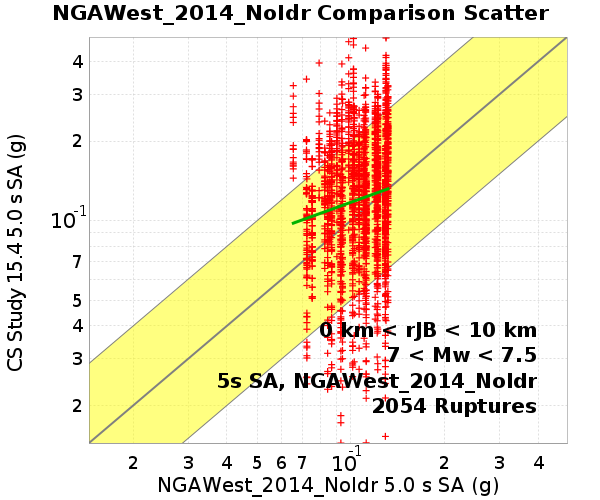 NGAWest_2014_NoIdr Comparison Scatter
CS Study 15.4 5.0 s SA (g)
4
3
2
10-1
7
5
4
3
2
0 km < rJB < 10 km
7 < Mw < 7.5
5s SA, NGAWest_2014_NoIdr
2054 Ruptures
2 3 4 5 6 7 10-1 2 3 4
NGAWest_2014_NoIdr 5.0 s SA (g)